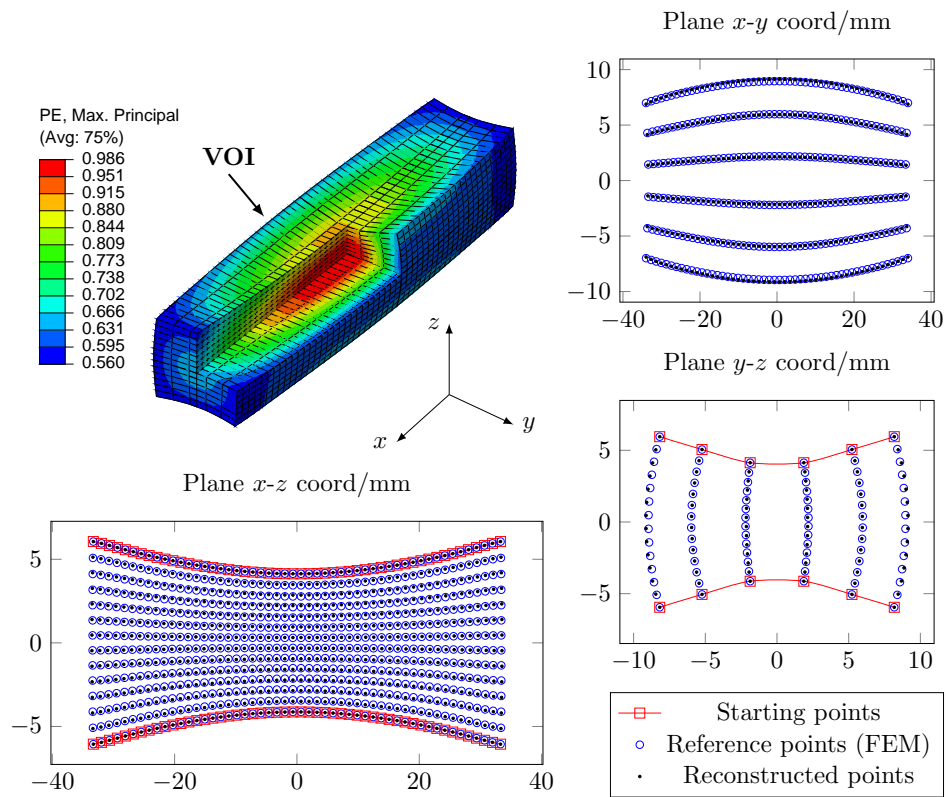 Plane x-y coord/mm
10
5
0
−5
−10
−40 −20 0 20 40
PE, Max. Principal
(Avg: 75%)
0.986
0.951
0.915
0.880
0.844
0.809
0.773
0.738
0.702
0.666
0.631
0.595
0.560
VOI
z
y
x
Plane y-z coord/mm
5
0
−5
−10 −5 0 5 10
Plane x-z coord/mm
5
0
−5
−40 −20 0 20 40
Starting points
Reference points (FEM)
Reconstructed points